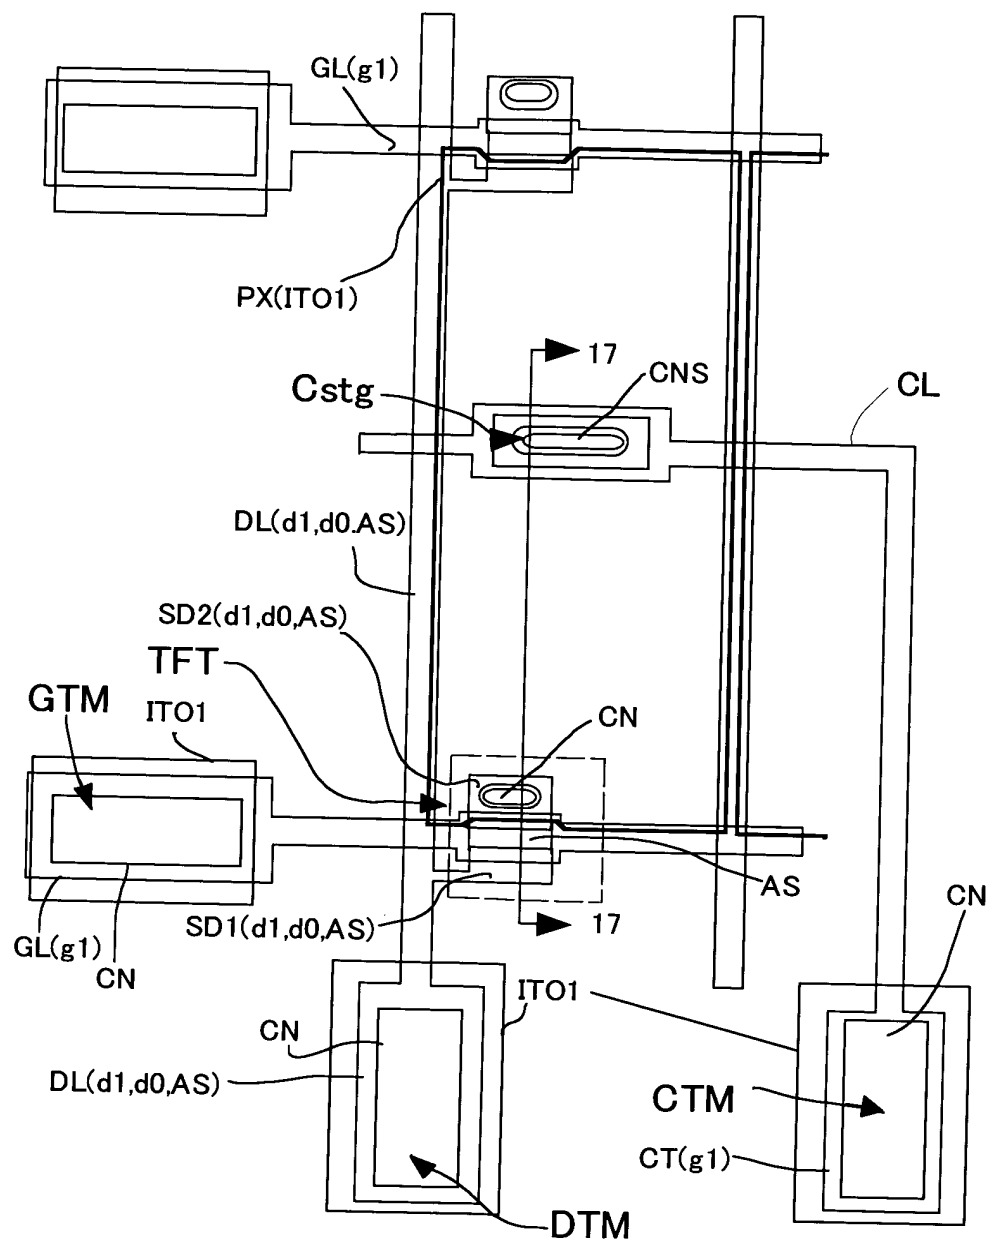 GL(g1)
PX(ITO1)
17
CNS
Cstg
CL
DL(d1,d0.AS)
SD2(d1,d0,AS)
TFT
GTM
ITO1
CN
AS
CN
SD1(d1,d0,AS)
17
GL(g1)
CN
ITO1
CN
DL(d1,d0,AS)
CTM
CT(g1)
DTM